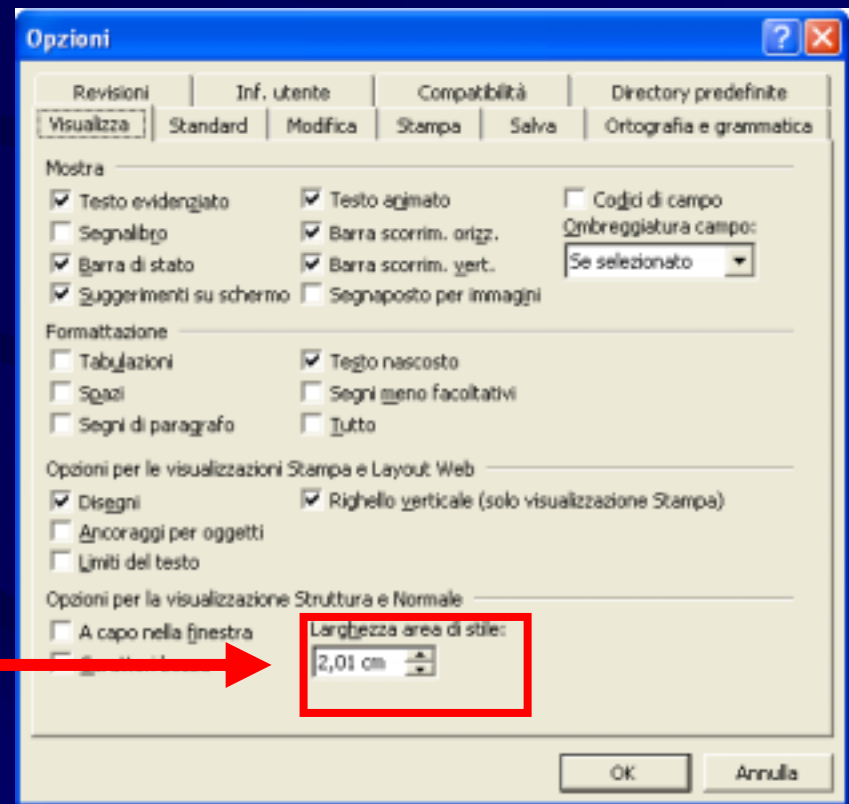 Opzioni
Revisioni Inf. utente Compatibilità Directory predefinite
Visualizza Standard Modifica Stampa Salva Ortografia e grammatica
Mostra
Testo evidenziato Testo animato Codici di campo
Segnalibro Barra scorrim. orizz. Ombreggiatura campo:
Barra di stato Barra scorrim. vert. Se selezionato
Suggerimenti su schermo Segnaposto per immagini
Formattazione
Tabulazioni Testo nascosto
Spazi Segni meno facoltativi
Segni di paragrafo Tutto
Opzioni per le visualizzazioni Stampa e Layout Web
Disegni Righello verticale (solo visualizzazione Stampa)
Ancoraggi per oggetti
Limiti del testo
Opzioni per la visualizzazione Struttura e Normale
A capo nella finestra Larghezza area di stile:
2,01 cm
OK Annulla